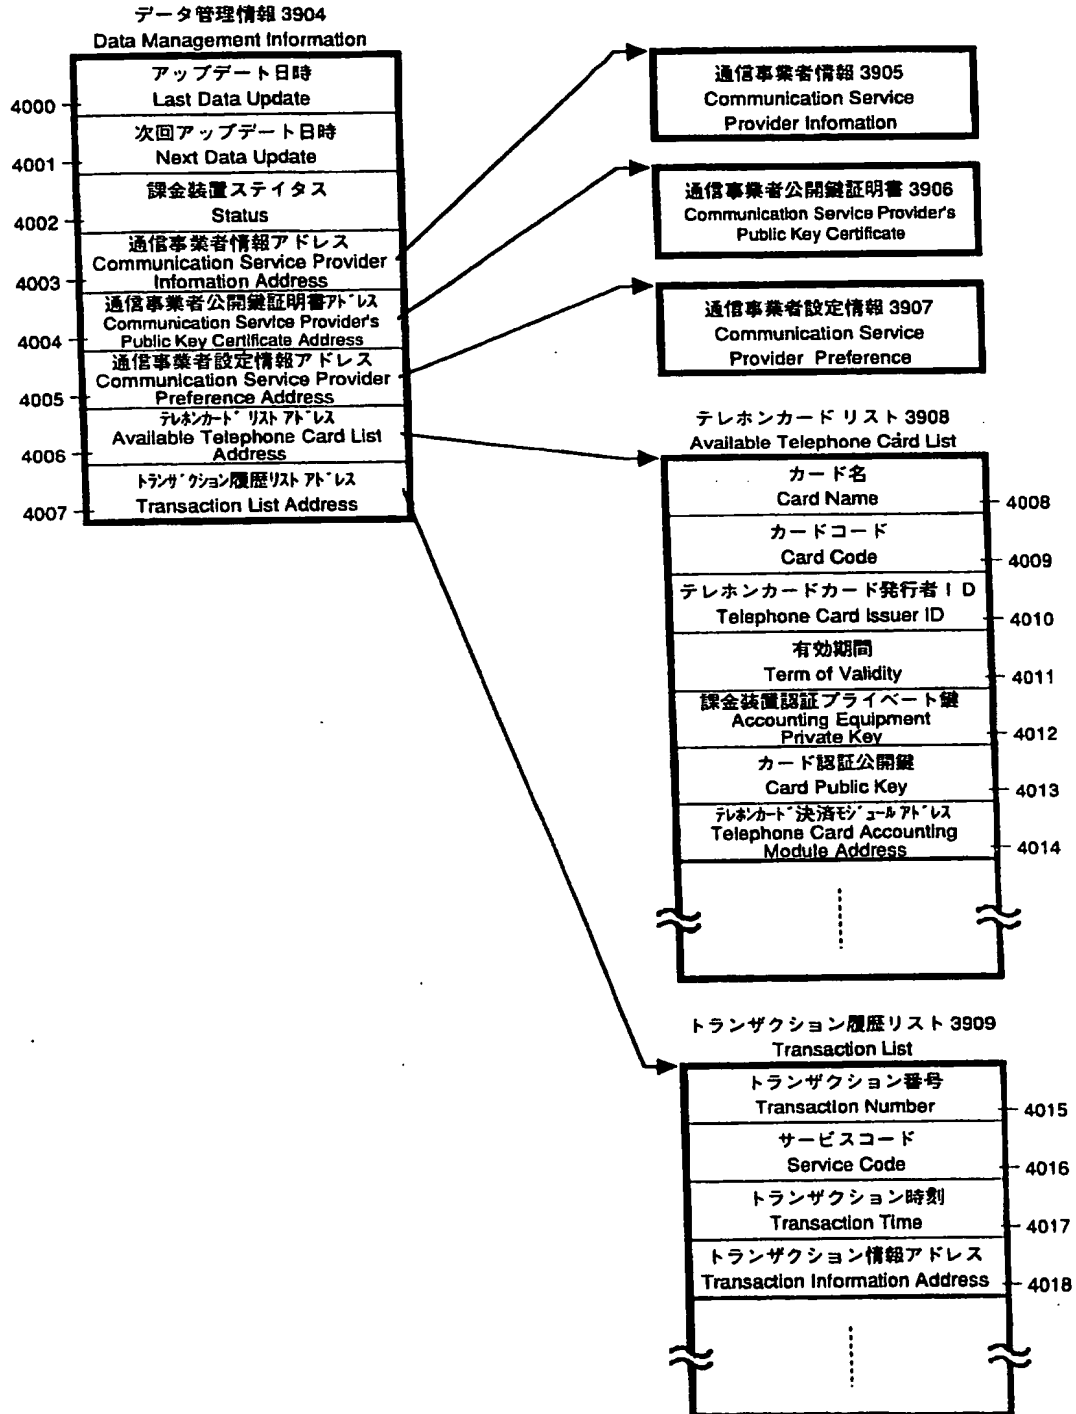 データ管理情報 3904
Data Management Information
アップデート日時
Last Data Update
4000
次回アップデート日時
Next Data Update
4001
課金装置ステイタス
Status
4002
通信事業者情報アドレス
Communication Service Provider
Infomation Address
4003
通信事業者公開鍵証明書アドレス
Communication Service Provider's
Public Key Certificate Address
4004
通信事業者設定情報アドレス
Communication Service Provider
Preference Address
4005
テレホンカード リスト アドレス
Available Telephone Card List
Address
4006
トランザクション履歴リスト アドレス
Transaction List Address
4007
通信事業者情報 3905
Communication Service
Provider Infomation
通信事業者公開鍵証明書 3906
Communication Service Provider's
Public Key Certificate
通信事業者設定情報 3907
Communication Service
Provider Preference
テレホンカード リスト 3908
Available Telephone Card List
カード名
Card Name
4008
カードコード
Card Code
4009
テレホンカードカード発行者ID
Telephone Card Issuer ID
4010
有効期間
Term of Validity
4011
課金装置認証プライベート鍵
Accounting Equipment
Private Key
4012
カード認証公開鍵
Card Public Key
4013
テレホンカード決済モジュール アドレス
Telephone Card Accounting
Module Address
4014
トランザクション履歴リスト 3909
Transaction List
トランザクション番号
Transaction Number
4015
サービスコード
Service Code
4016
トランザクション時刻
Transaction Time
4017
トランザクション情報アドレス
Transaction Information Address
4018